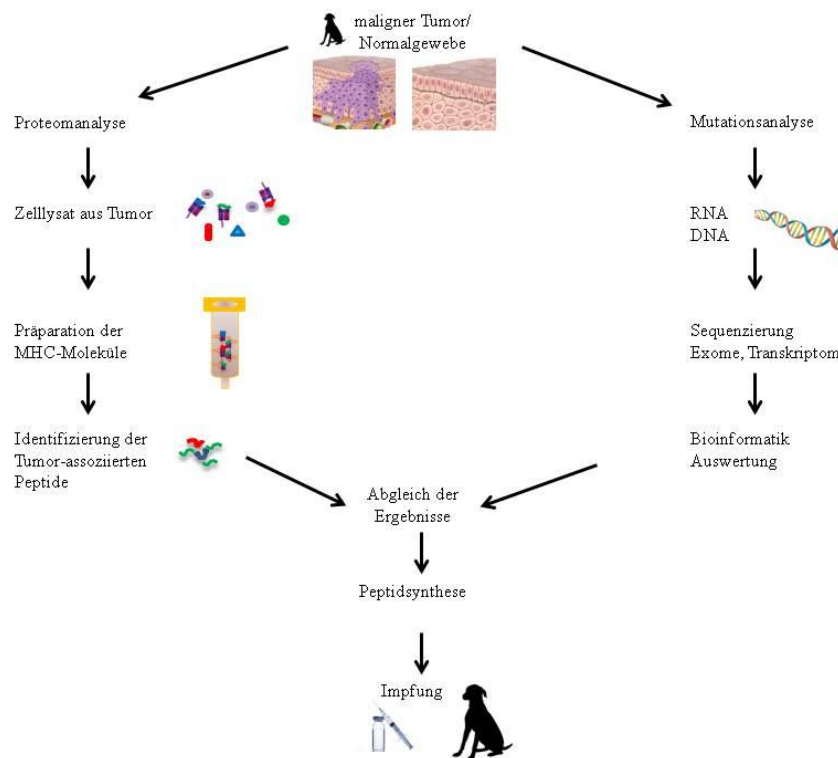 maligner Tumor/
Normalgewebe
Proteomanalyse
Zelllysat aus Tumor
Präparation der
MHC-Moleküle
Identifizierung der
Tumor-assoziierten
Peptide
Mutationsanalyse
RNA
DNA
Sequenzierung
Exome, Transkriptom
Bioinformatik
Auswertung
Abgleich der
Ergebnisse
Peptidsynthese
Impfung